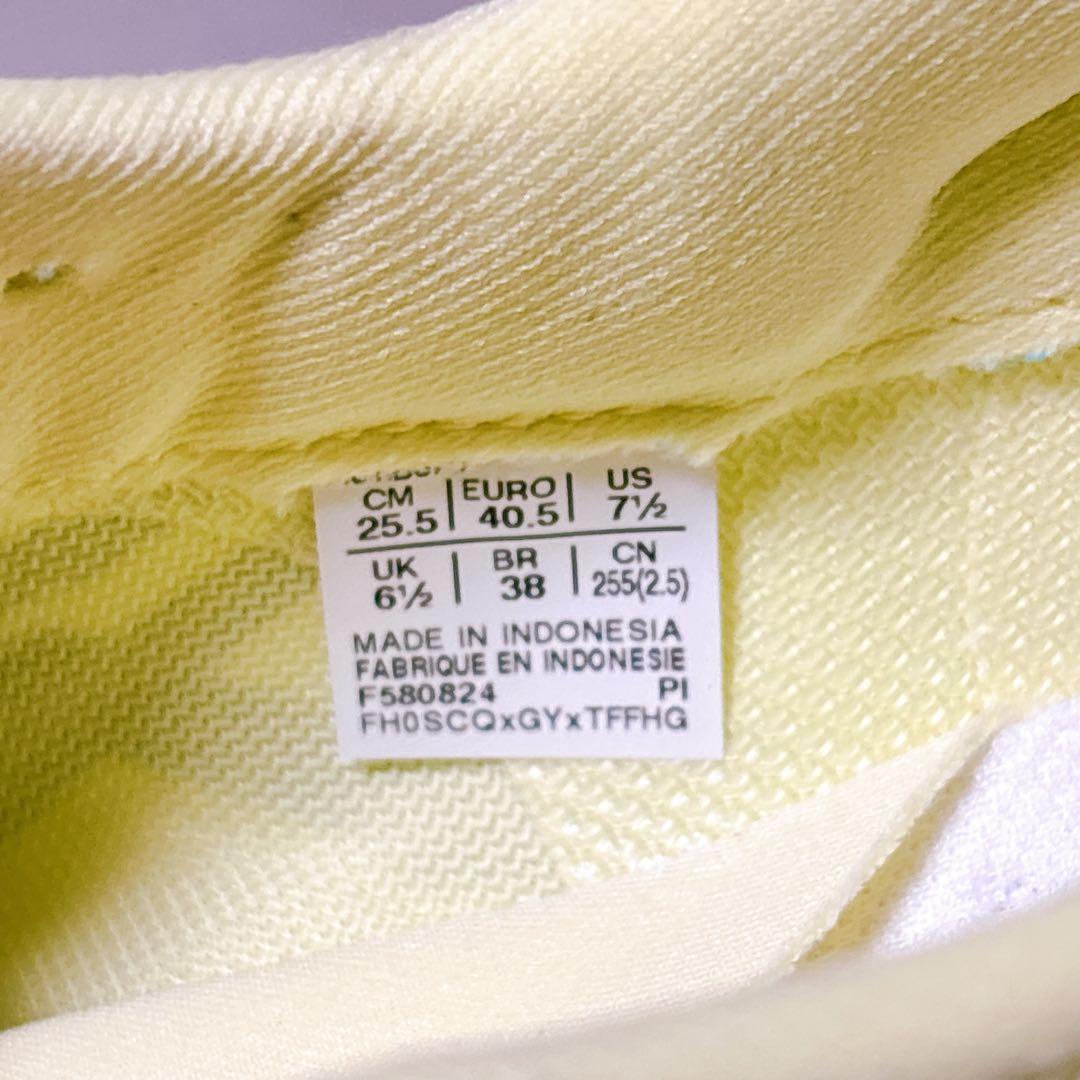 CM | EURO | US
25.5 | 40.5 | 7½
UK | BR | CN
6½ | 38 | 255(2.5)
MADE IN INDONESIA
FABRIQUE EN INDONESIE
F580824 PI
FH0SCQxGYxTFFHG